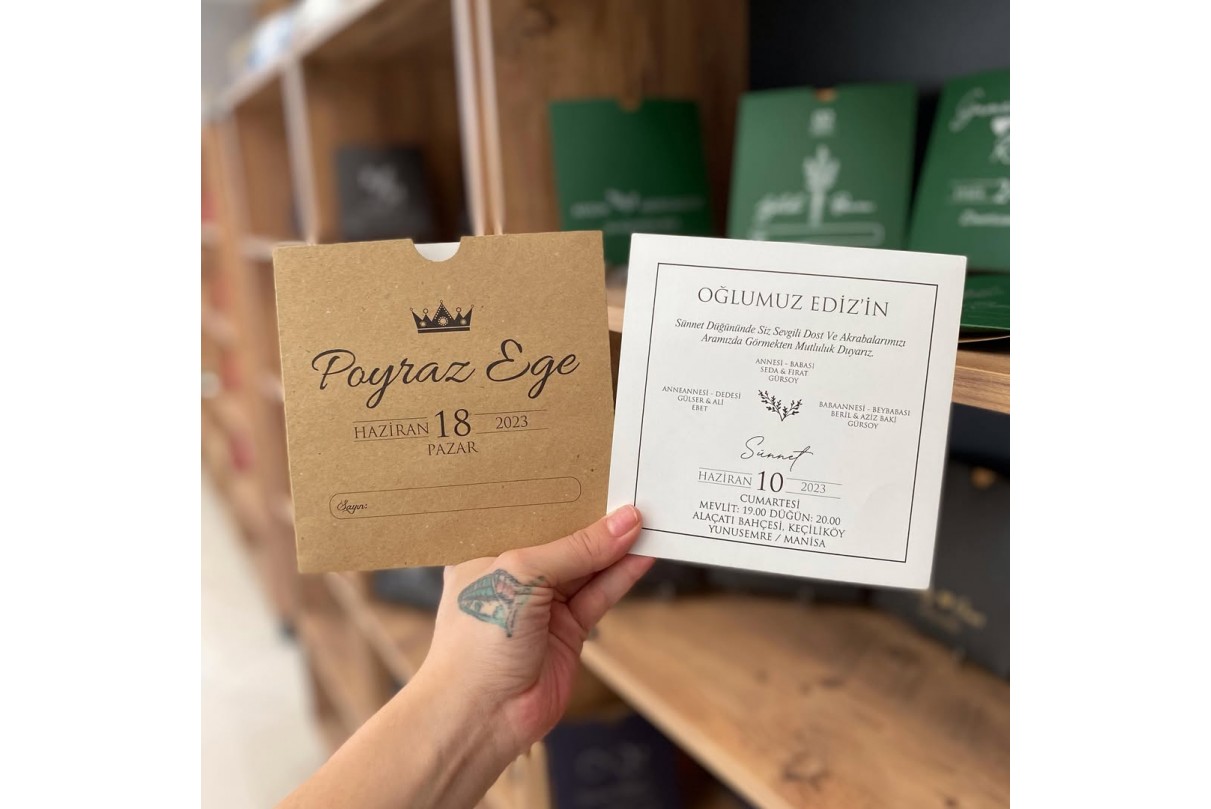 Poyraz Ege
HAZİRAN 18 2023
PAZAR
Sayın:
OĞLUMUZ EDİZ'İN
Sünnet Düğününde Siz Sevgili Dost Ve Akrabalarımızı
Aramızda Görmekten Mutluluk Duyarız.
ANNESİ - BABASI
SEDA & FIRAT
GÜRSOY
ANNEANNESİ - DEDESİ
GÜLSER & ALİ
EBET
BABAANNESİ - BEYBABASI
BERİL & AZİZ BAKİ
GÜRSOY
Sünnet
HAZİRAN 10 2023
CUMARTESİ
MEVLİT: 19.00 DÜĞÜN: 20.00
ALAÇATI BAHÇESİ, KEÇİLİKÖY
YUNUSEMRE / MANİSA